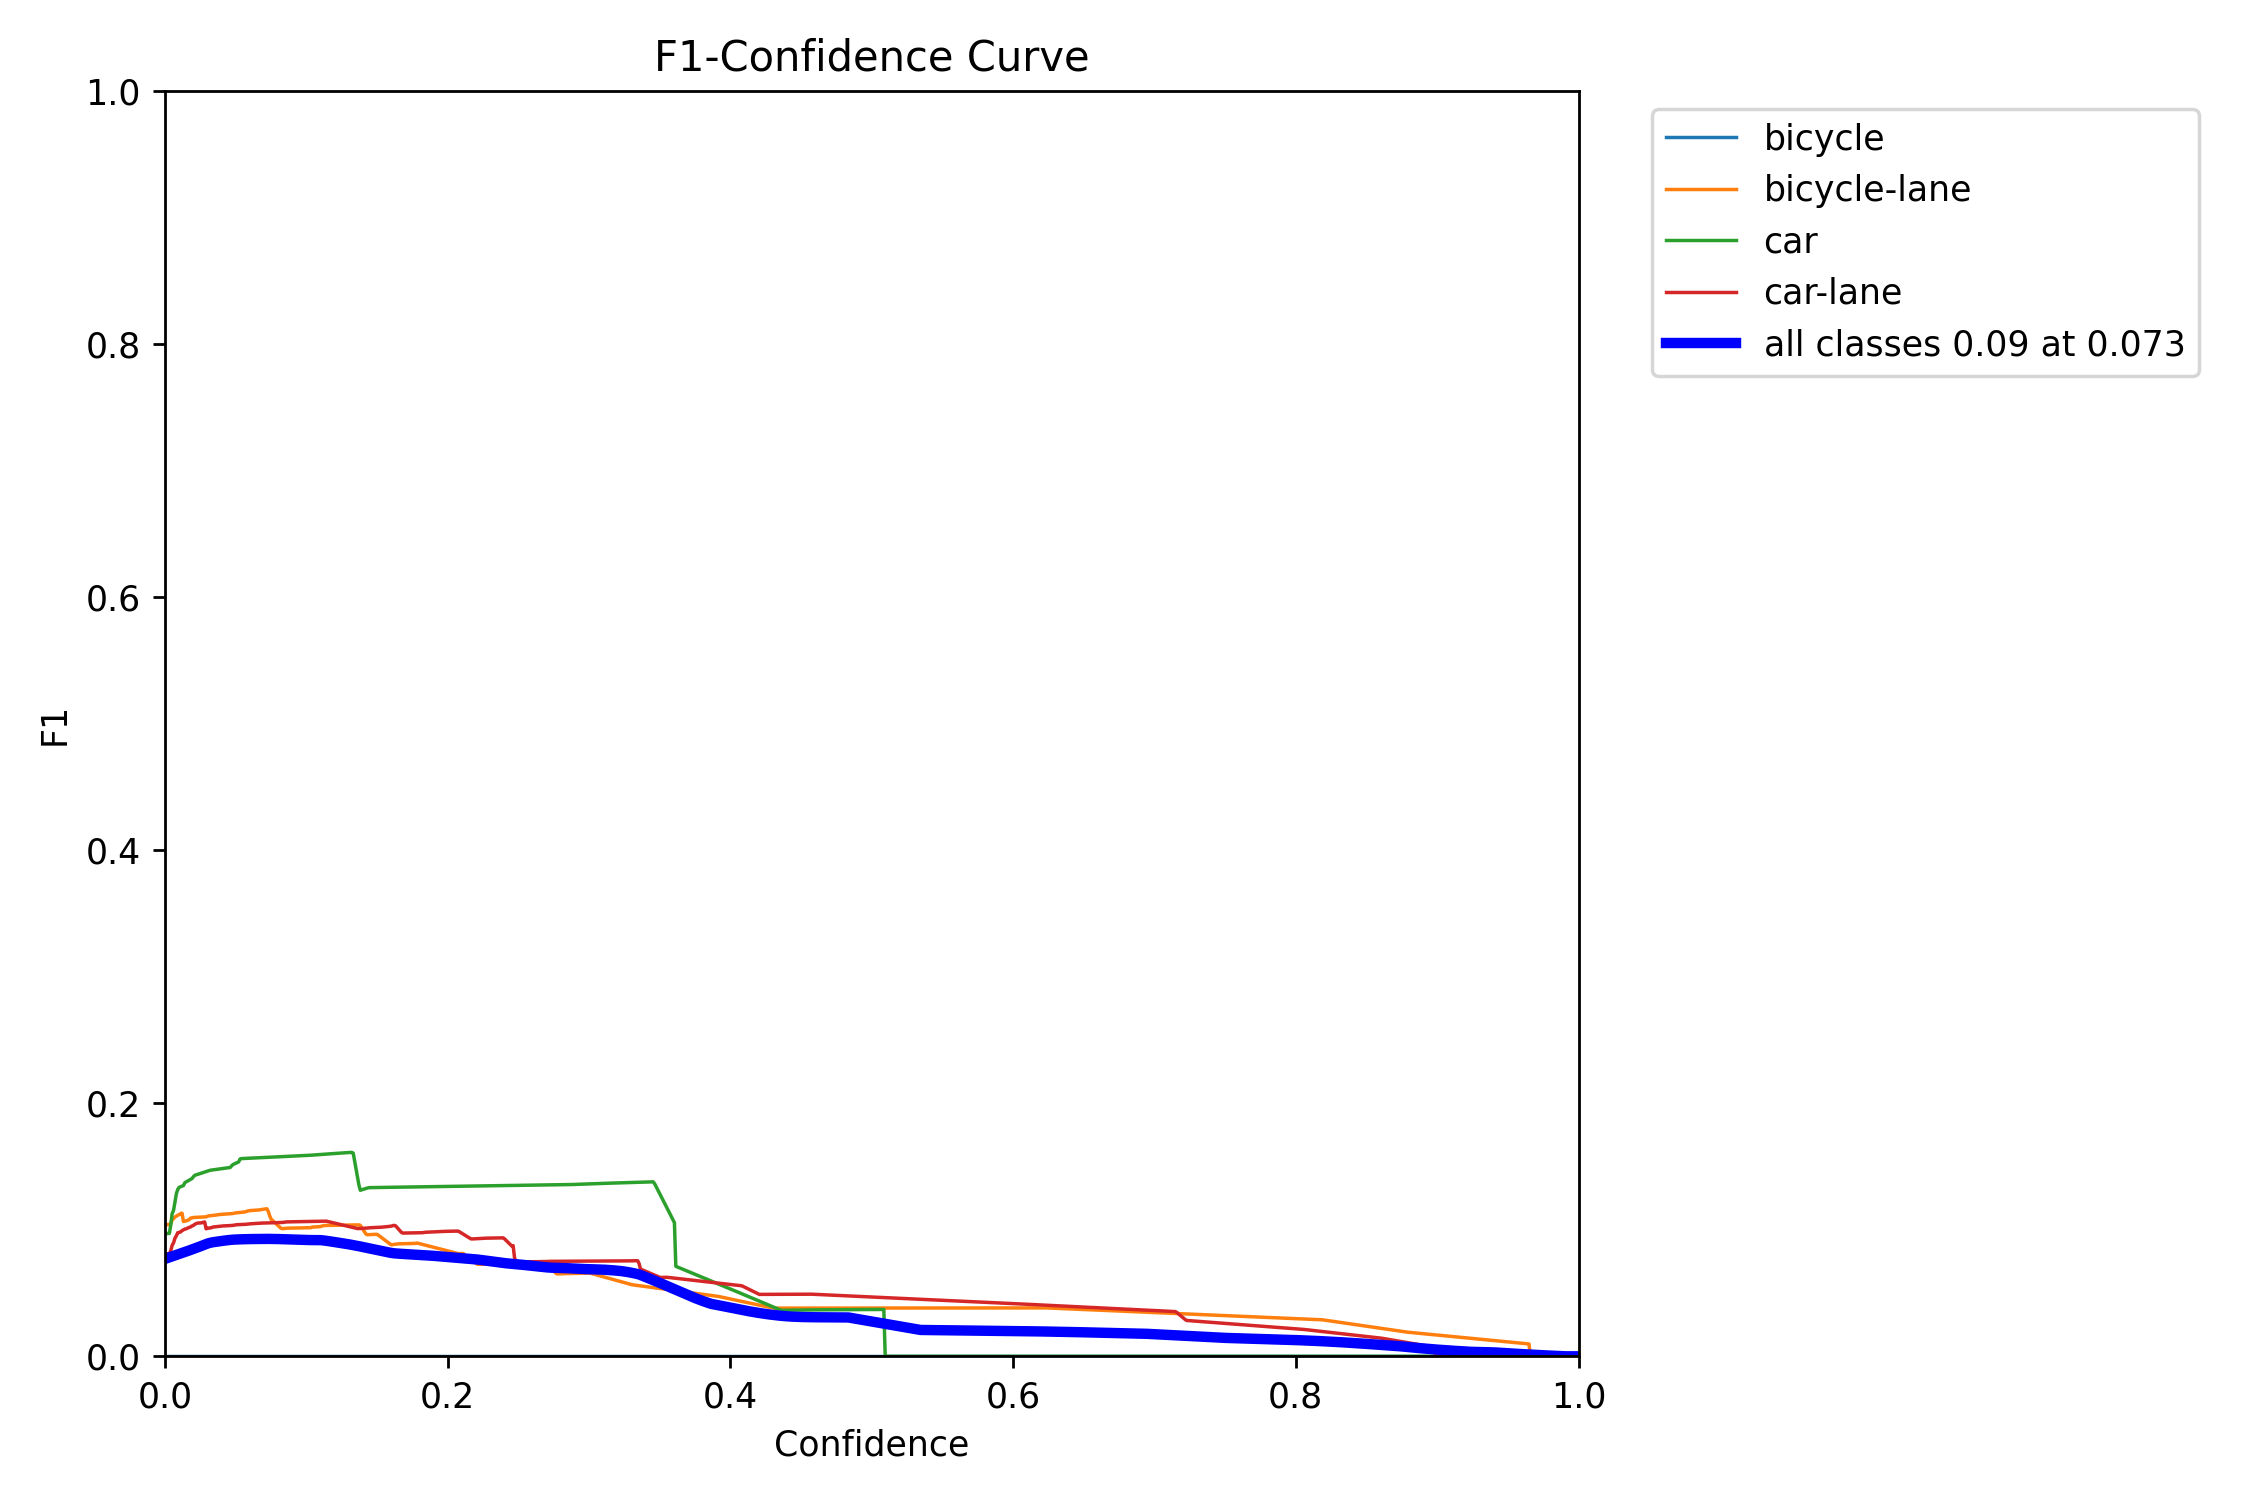 F1-Confidence Curve
1.0
0.8
0.6
0.4
0.2
0.0
F1
0.0 0.2 0.4 0.6 0.8 1.0
Confidence
bicycle
bicycle-lane
car
car-lane
all classes 0.09 at 0.073